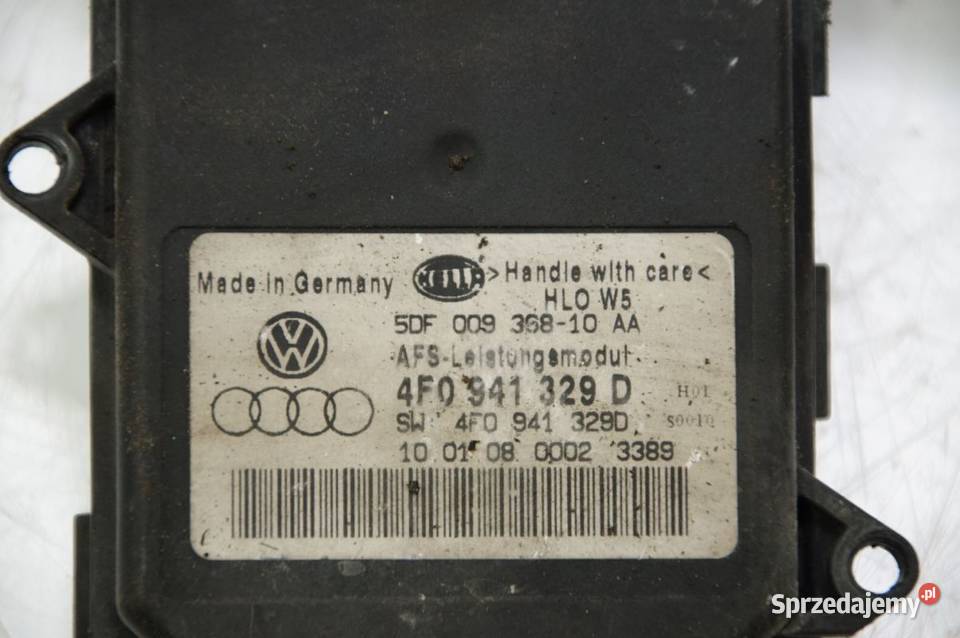 Made in Germany HELLA >Handle with care<
HLO W5
5DF 009 368-10 AA
AFS-Leistungsmodul
4F0 941 329 D H01
SW: 4F0 941 329D S0010
10 01 08 0002 3389
Sprzedajemy.pl